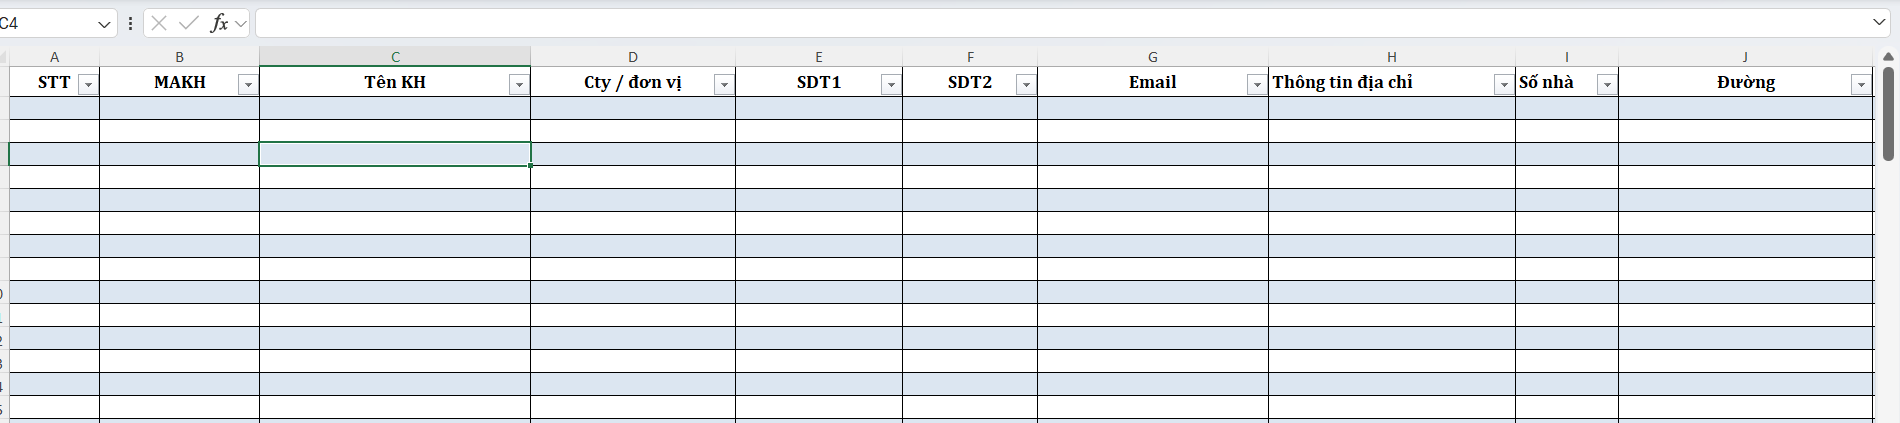 C4 fx
A B C D E F G H I J
STT MAKH Tên KH Cty / đơn vị SDT1 SDT2 Email Thông tin địa chỉ Số nhà Đường